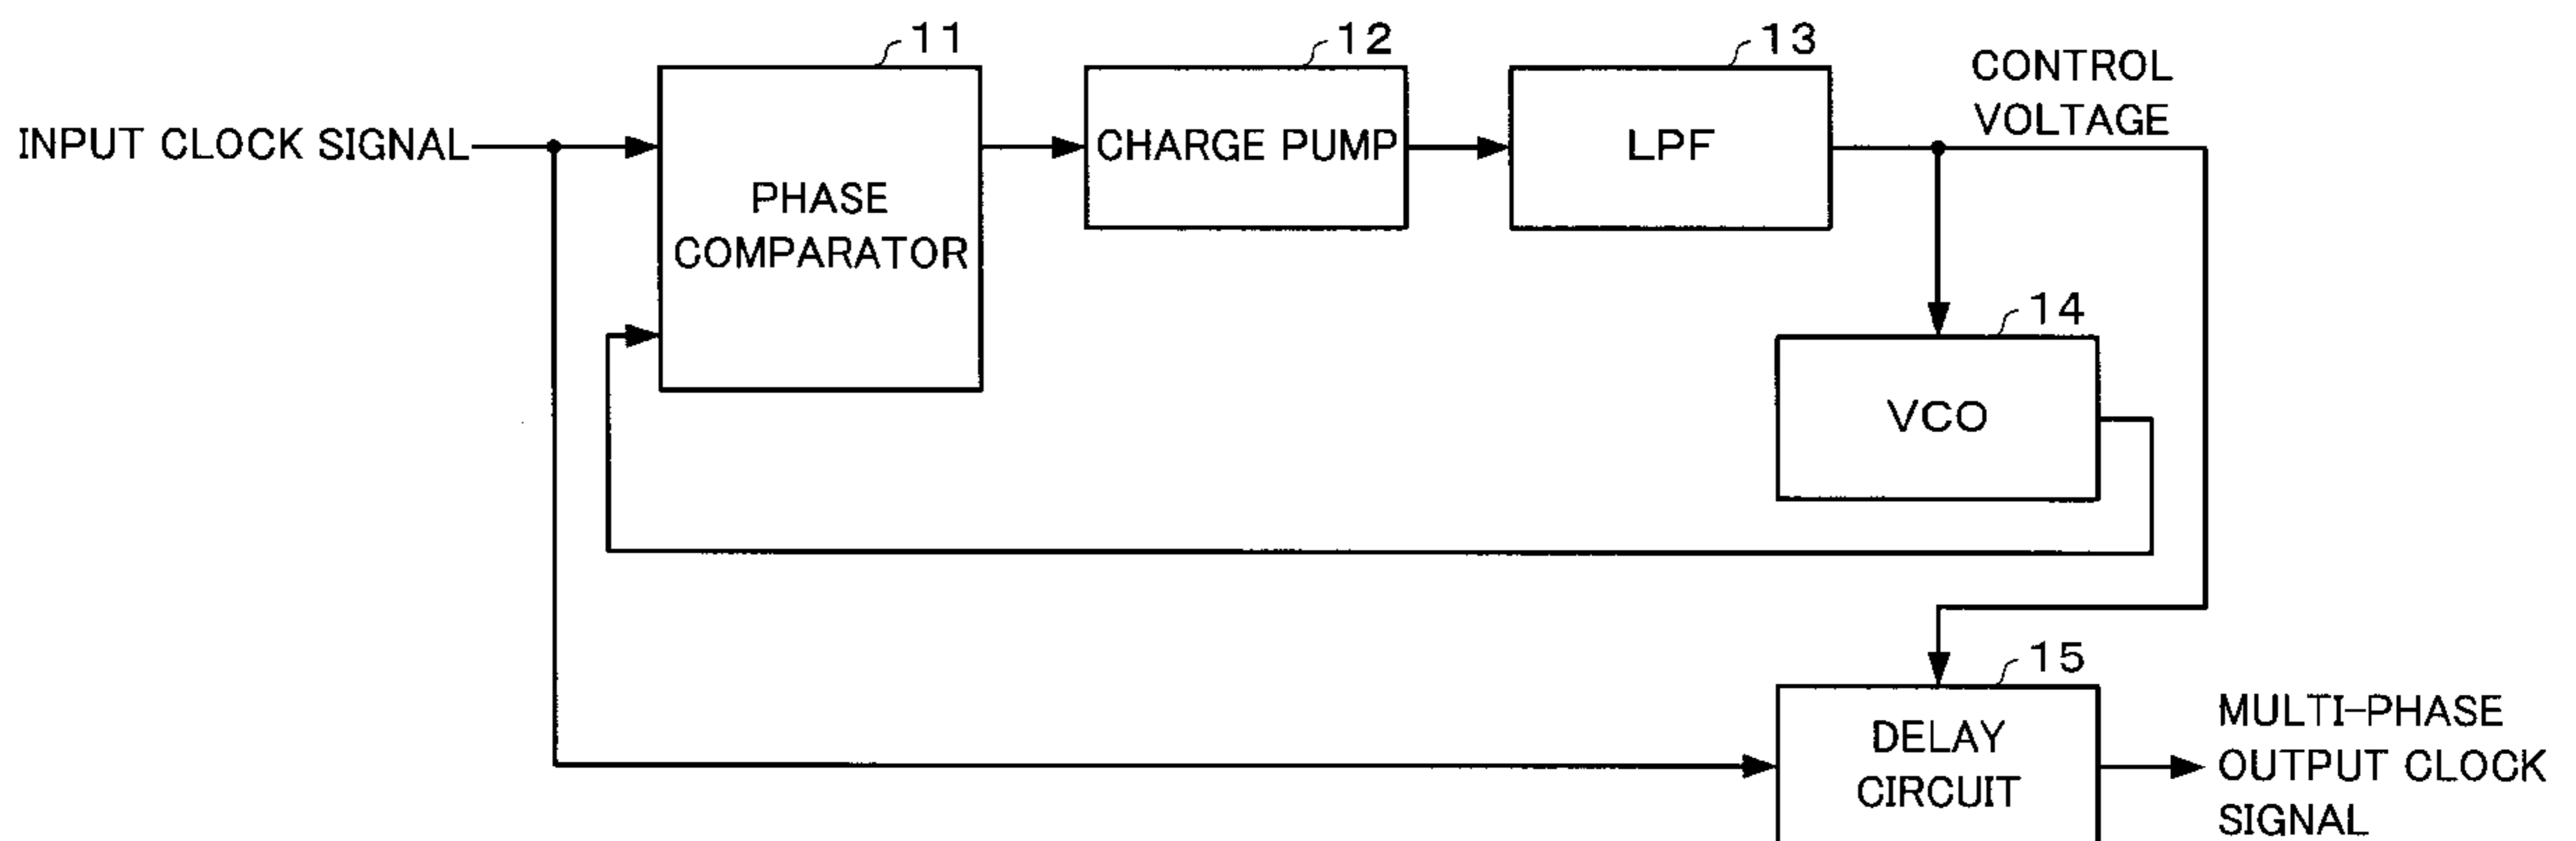 11
12
13
CONTROL
VOLTAGE
INPUT CLOCK SIGNAL
PHASE
COMPARATOR
CHARGE PUMP
LPF
14
VCO
15
DELAY
CIRCUIT
MULTI-PHASE
OUTPUT CLOCK
SIGNAL